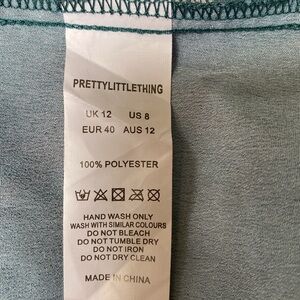 PRETTYLITTLETHING
UK 12 US 8
EUR 40 AUS 12
100% POLYESTER
HAND WASH ONLY
WASH WITH SIMILAR COLOURS
DO NOT BLEACH
DO NOT TUMBLE DRY
DO NOT IRON
DO NOT DRY CLEAN
MADE IN CHINA